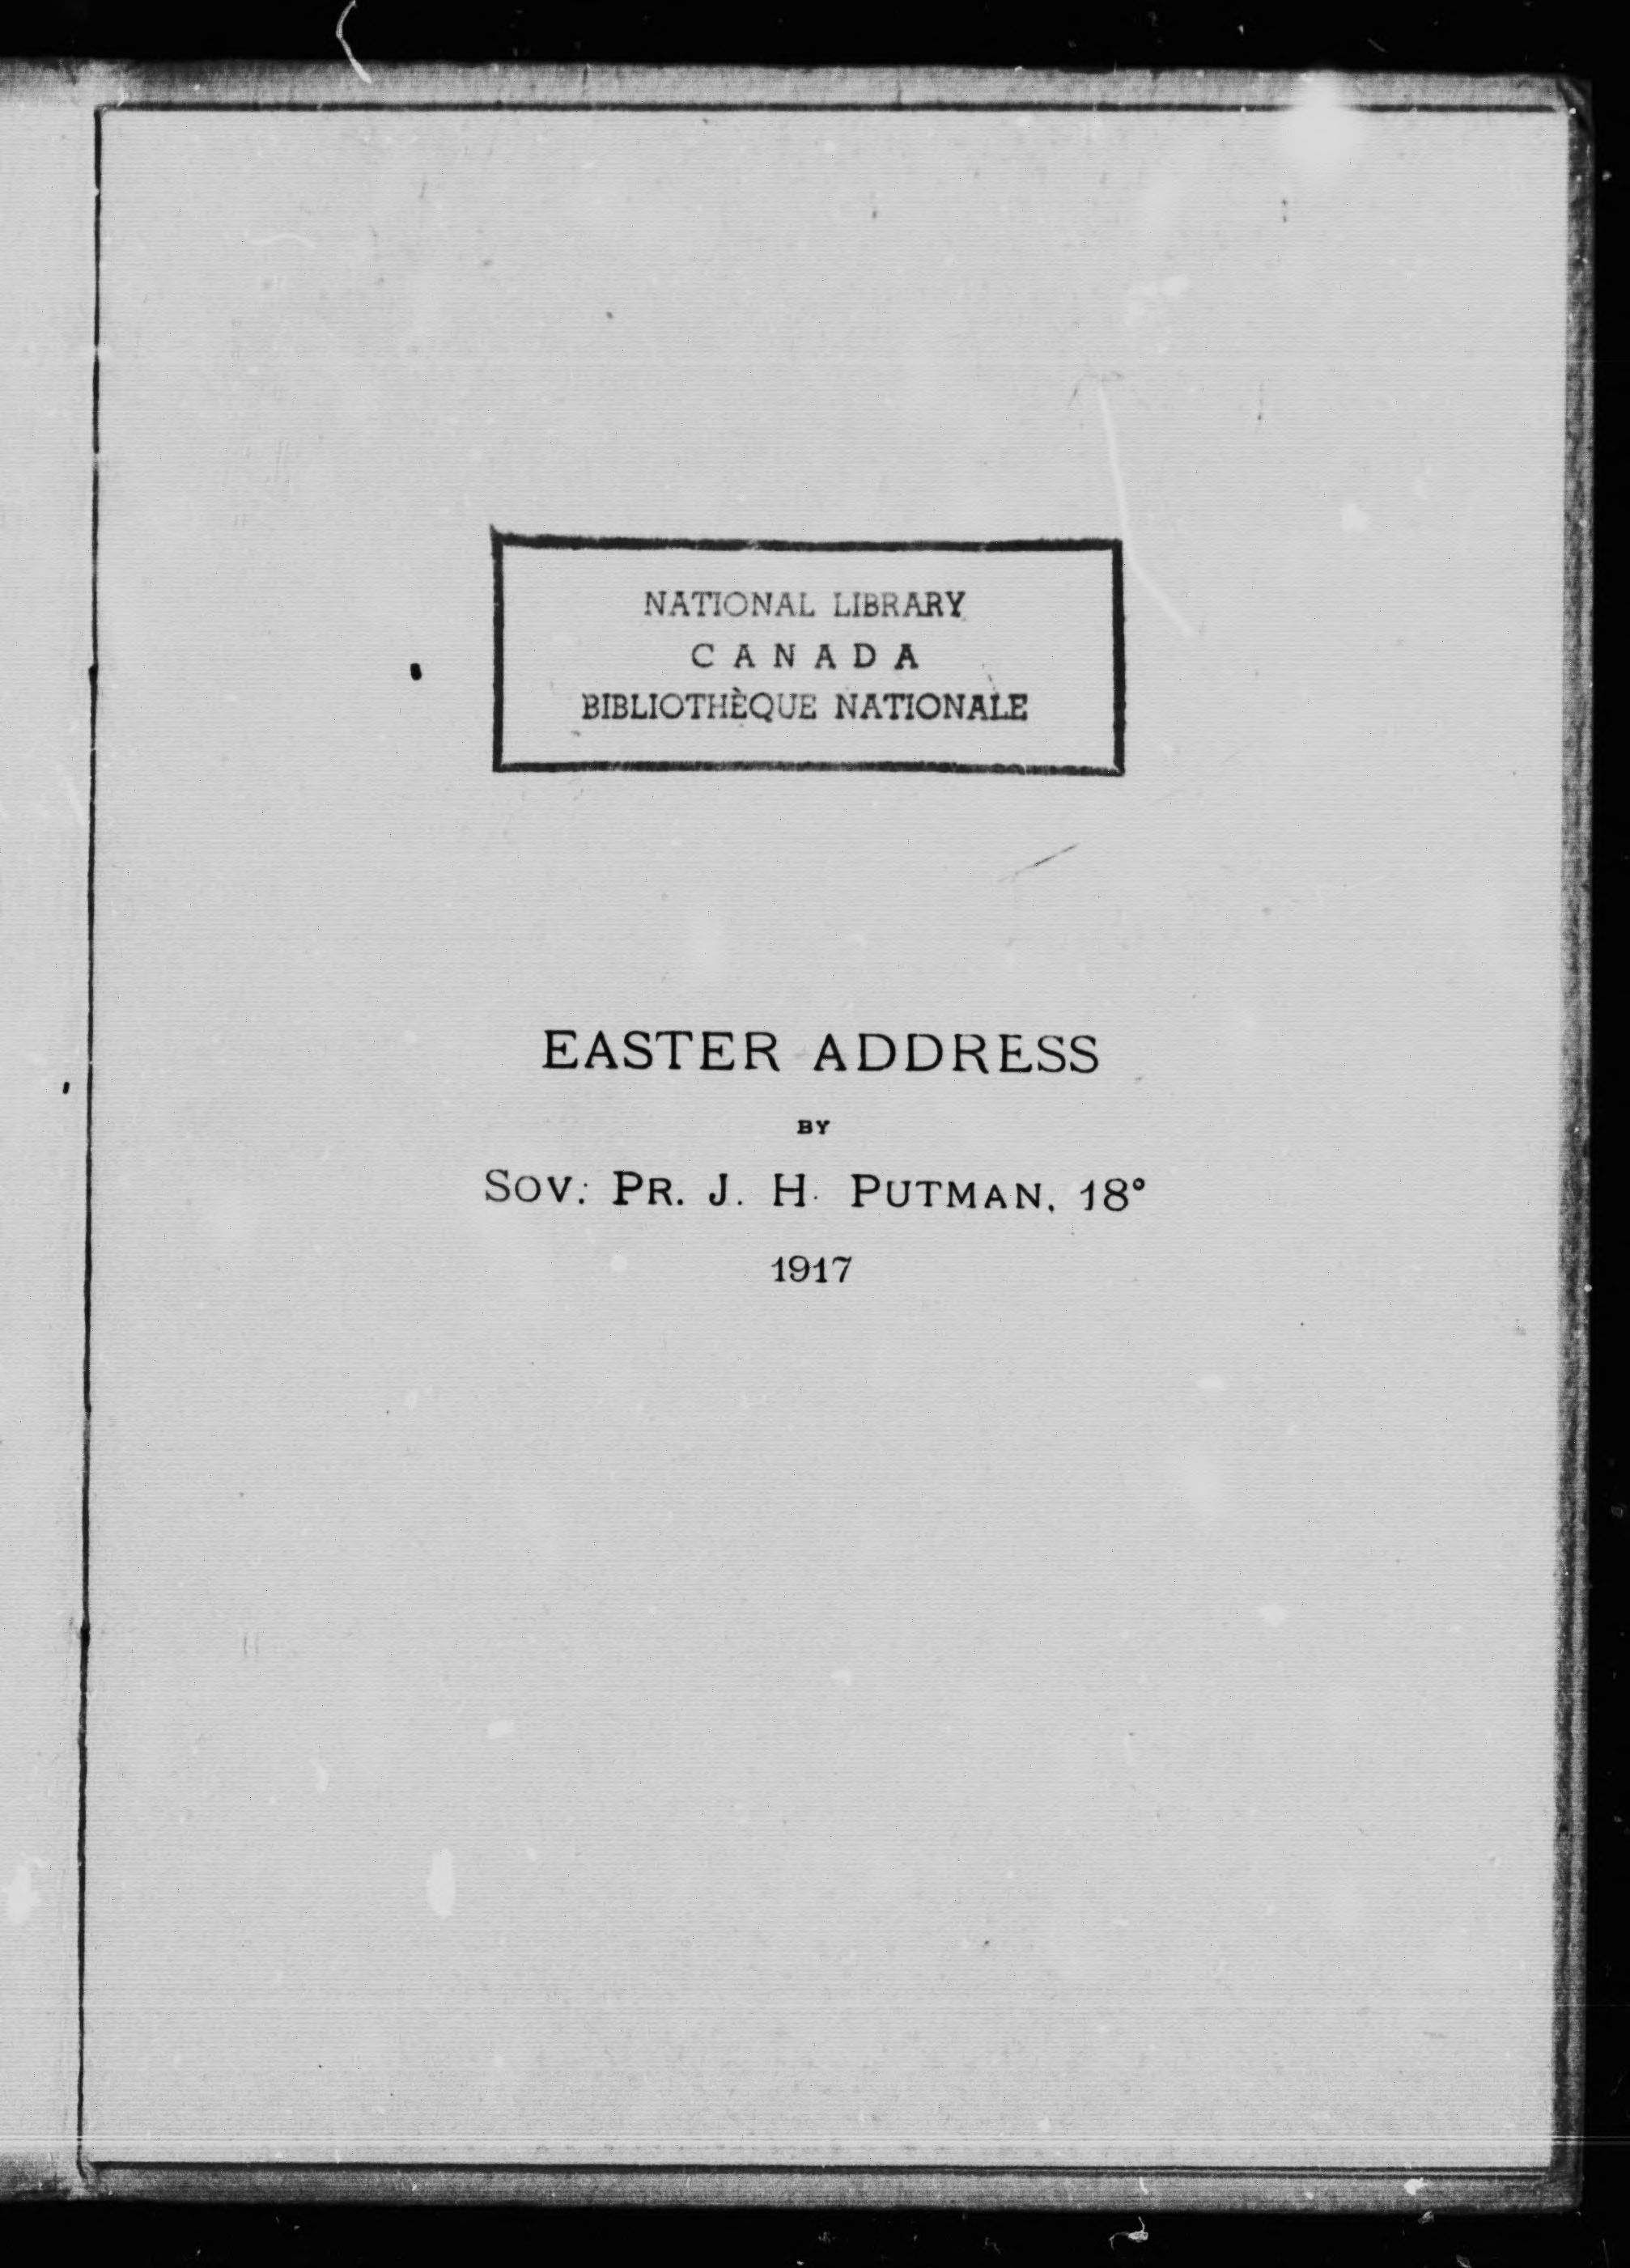 NATIONAL LIBRARY
CANADA
BIBLIOTHÈQUE NATIONALE
EASTER ADDRESS
BY
SOV: PR. J. H. PUTMAN, 18°
1917